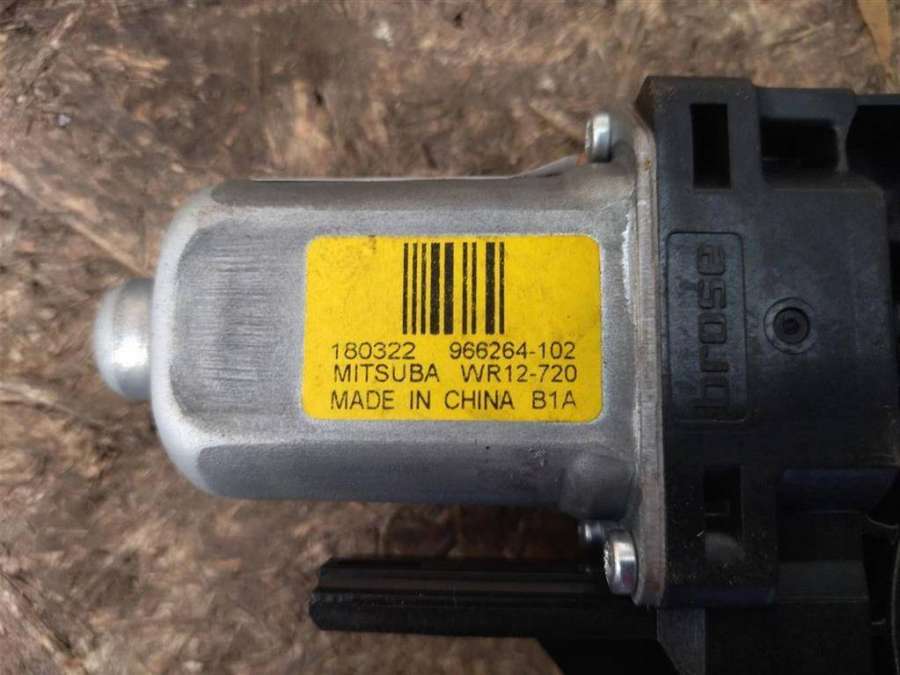 180322 966264-102
MITSUBA WR12-720
MADE IN CHINA B1A
brose